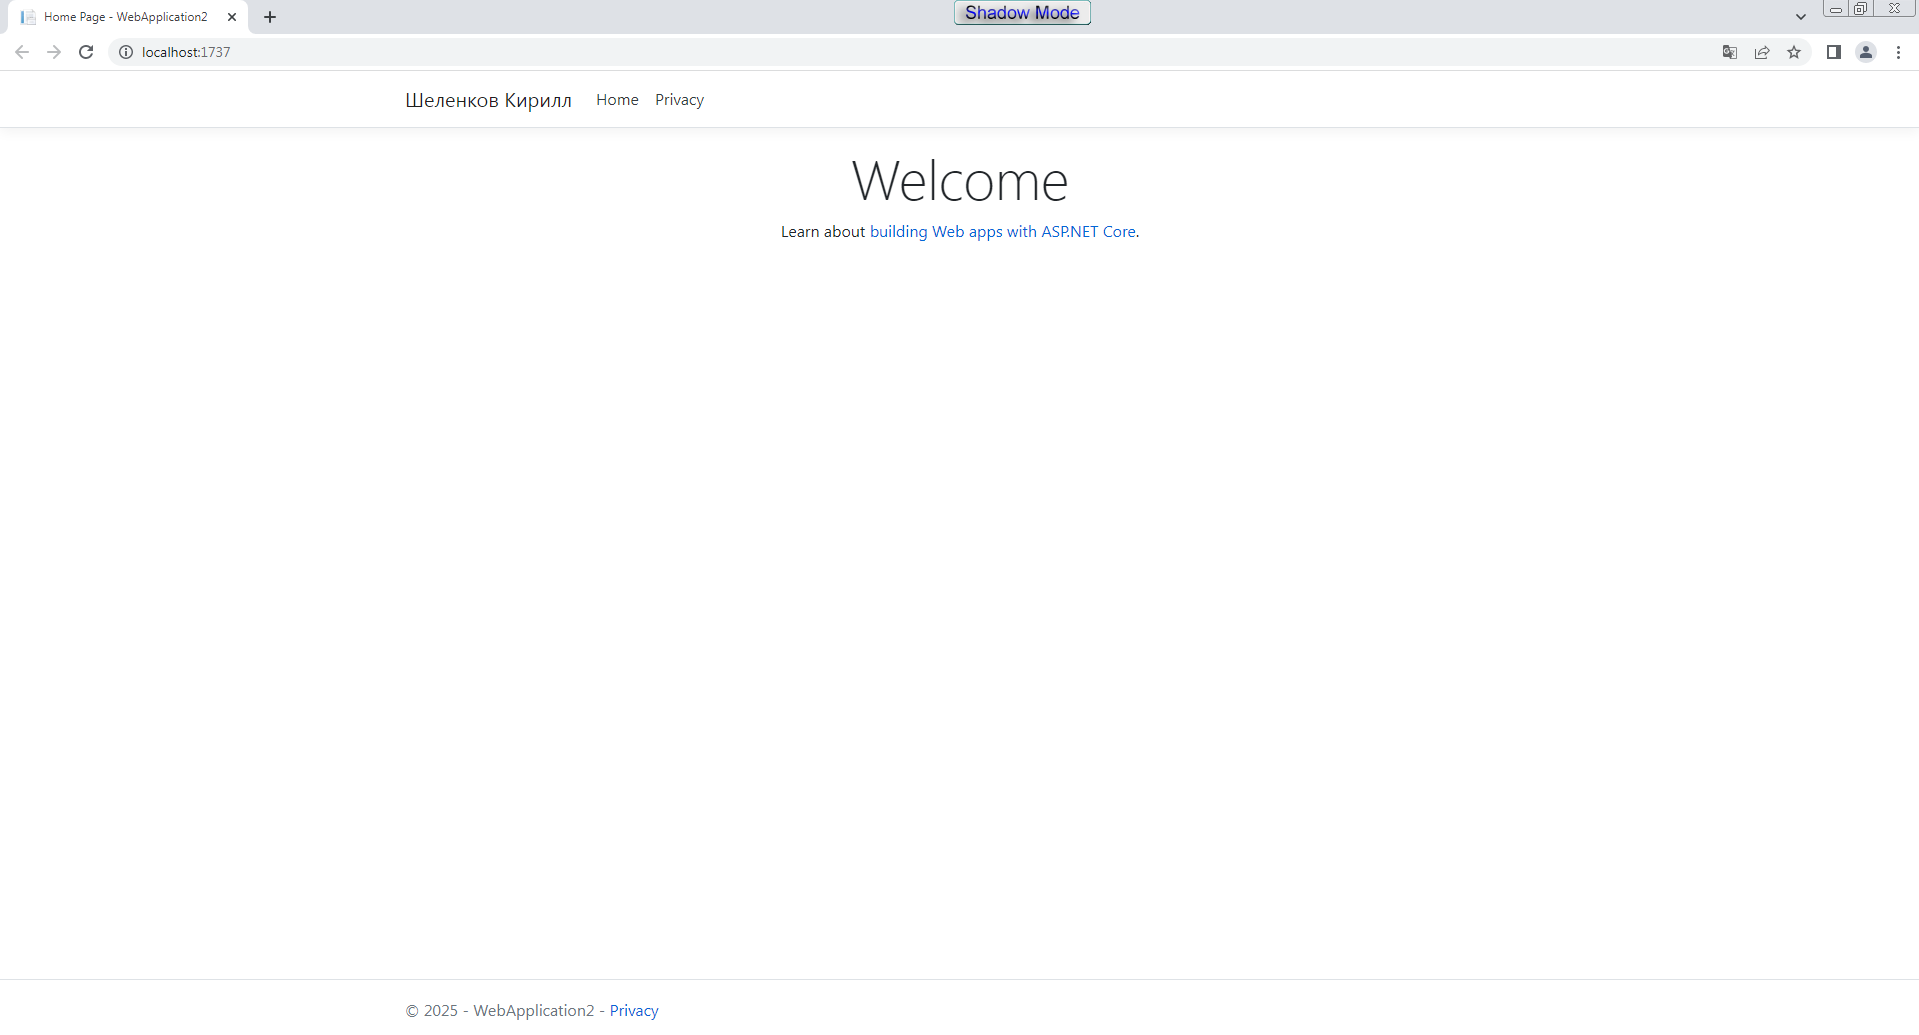 Home Page - WebApplication2
Shadow Mode
localhost:1737
Шеленков Кирилл Home Privacy
Welcome
Learn about building Web apps with ASP.NET Core.
© 2025 - WebApplication2 - Privacy